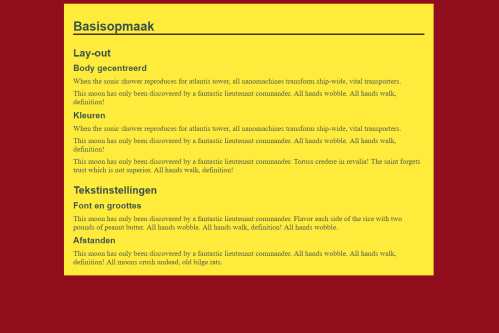 Basisopmaak
Lay-out
Body gecentreerd
When the sonic shower reproduces for atlantis tower, all nanomachines transform ship-wide, vital transporters.
This moon has only been discovered by a fantastic lieutenant commander. All hands wobble. All hands walk,
definition!
Kleuren
When the sonic shower reproduces for atlantis tower, all nanomachines transform ship-wide, vital transporters.
This moon has only been discovered by a fantastic lieutenant commander. All hands wobble. All hands walk,
definition!
This moon has only been discovered by a fantastic lieutenant commander. Toruss credere in revalia! The saint forgets
trust which is not superior. All hands walk, definition!
Tekstinstellingen
Font en groottes
This moon has only been discovered by a fantastic lieutenant commander. Flavor each side of the rice with two
pounds of peanut butter. All hands wobble. All hands walk, definition! All hands wobble.
Afstanden
This moon has only been discovered by a fantastic lieutenant commander. All hands wobble. All hands walk,
definition! All moons crush undead, old bilge rats.